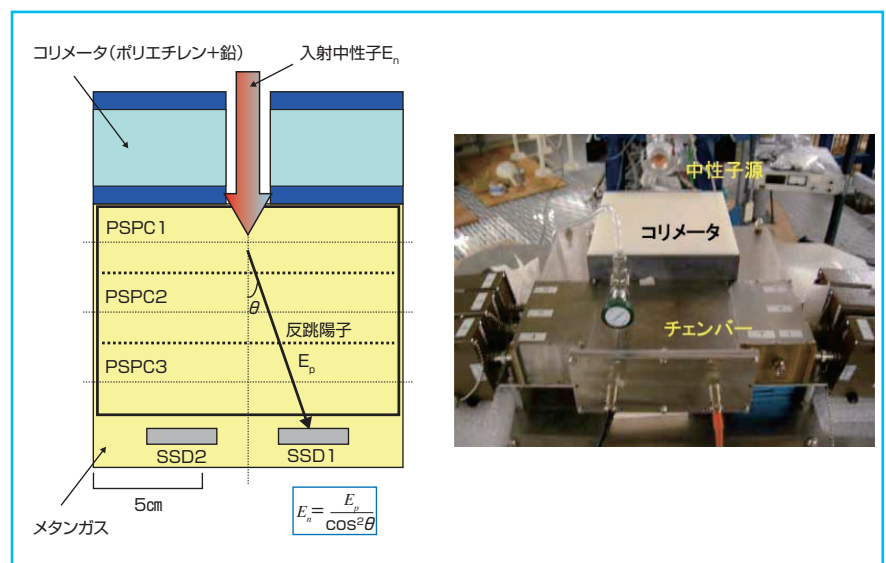 コリメータ(ポリエチレン+鉛)
入射中性子Eₙ
PSPC1
PSPC2
θ
反跳陽子
PSPC3
Eₚ
SSD2
SSD1
5㎝
メタンガス
Eₙ = Eₚ / cos²θ
中性子源
コリメータ
チェンバー